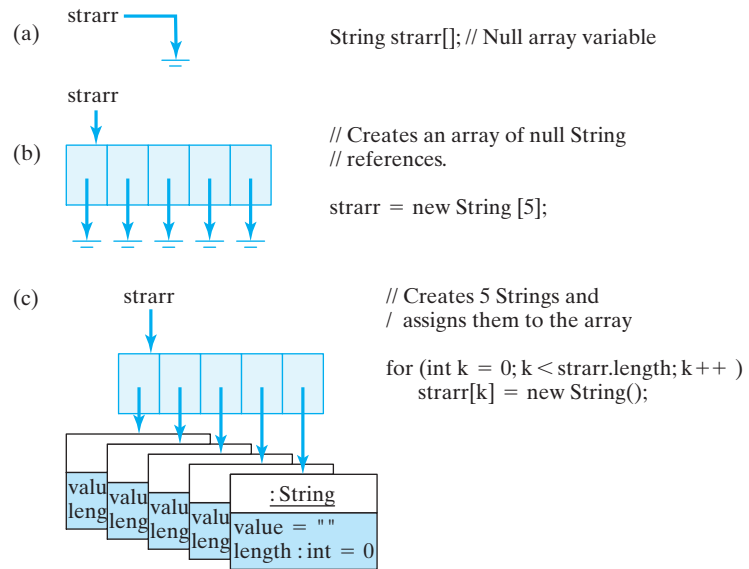 (a)
strarr
String strarr[]; // Null array variable
strarr
(b)
// Creates an array of null String
// references.
strarr = new String [5];
(c)
strarr
// Creates 5 Strings and
/ assigns them to the array
for (int k = 0; k < strarr.length; k++ )
strarr[k] = new String();
valu
leng
valu
leng
valu
leng
valu
leng
: String
value = ""
length : int = 0